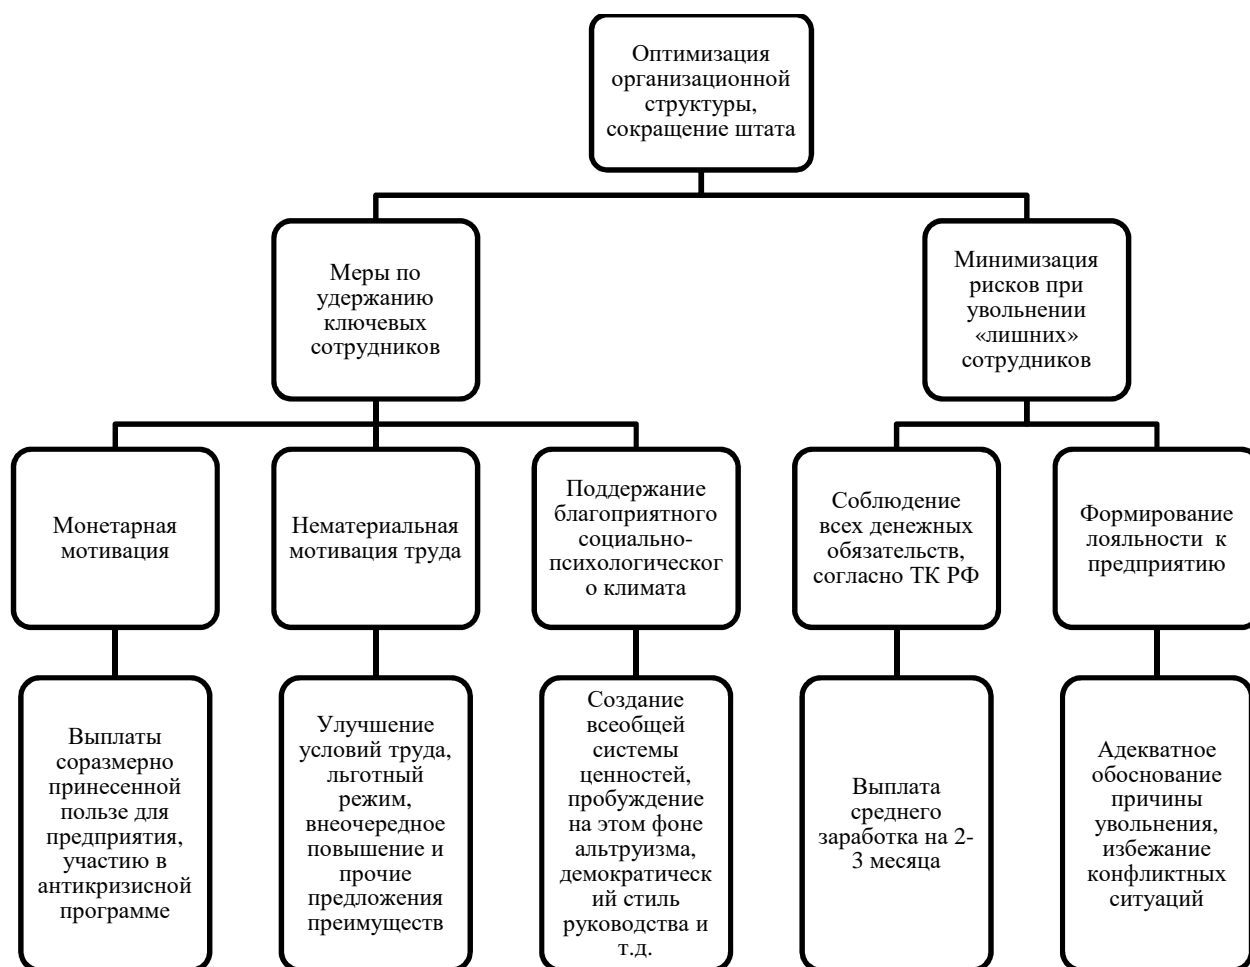 Оптимизация
организационной
структуры,
сокращение штата
Меры по
удержанию
ключевых
сотрудников
Минимизация
рисков при
увольнении
«лишних»
сотрудников
Монетарная
мотивация
Нематериальная
мотивация труда
Поддержание
благоприятного
социально-
психологическог
о климата
Соблюдение
всех денежных
обязательств,
согласно ТК РФ
Формирование
лояльности к
предприятию
Выплаты
соразмерно
принесенной
пользе для
предприятия,
участию в
антикризисной
программе
Улучшение
условий труда,
льготный
режим,
внеочередное
повышение и
прочие
предложения
преимуществ
Создание
всеобщей
системы
ценностей,
пробуждение
на этом фоне
альтруизма,
демократическ
ий стиль
руководства и
т.д.
Выплата
среднего
заработка на 2-
3 месяца
Адекватное
обоснование
причины
увольнения,
избежание
конфликтных
ситуаций